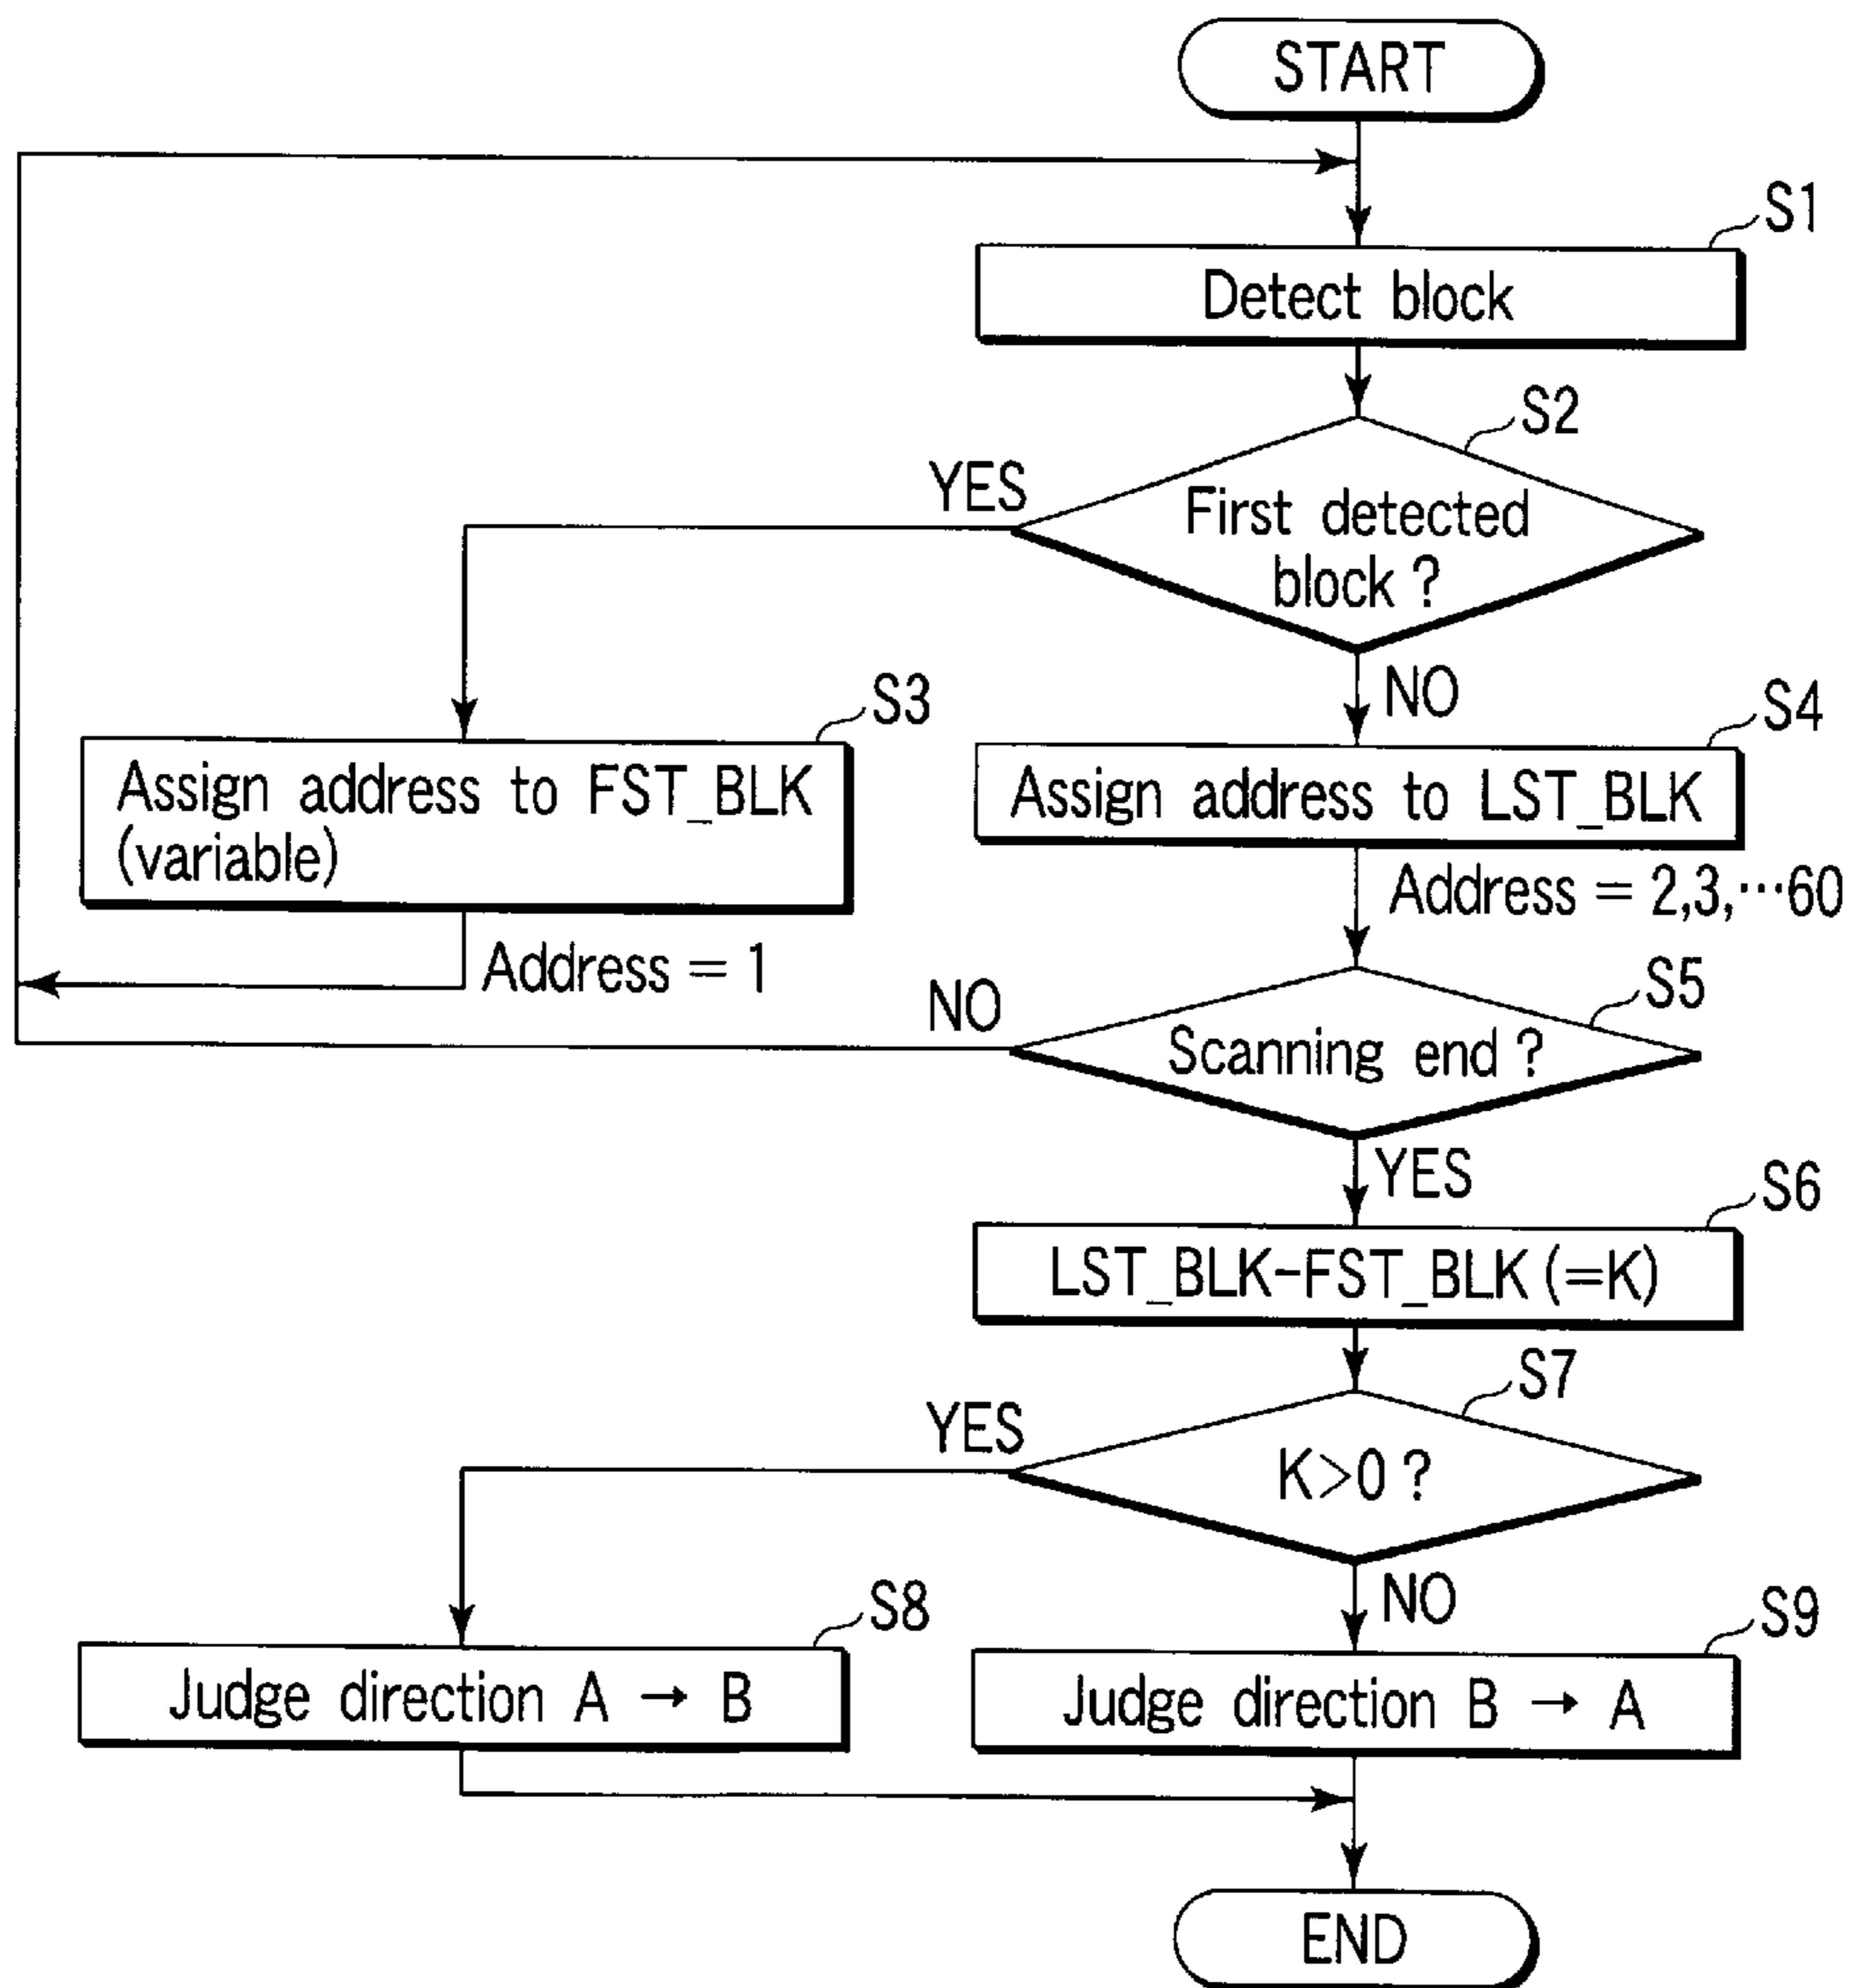 START
S1
Detect block
S2
YES
First detected
block ?
NO
S3
S4
Assign address to FST_BLK
(variable)
Assign address to LST_BLK
Address = 2,3,···60
Address = 1
S5
NO
Scanning end ?
YES
S6
LST_BLK-FST_BLK (=K)
S7
YES
K>0 ?
NO
S8
S9
Judge direction A → B
Judge direction B → A
END